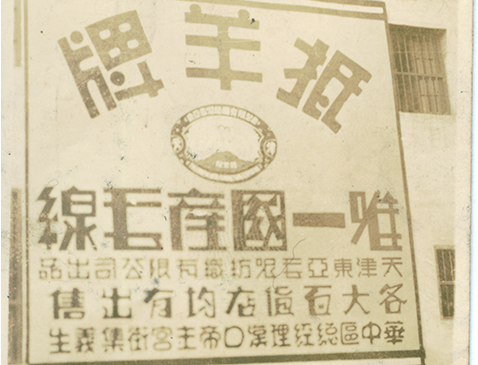 抵羊牌
唯一國產毛線
天津東亞毛呢紡織有限公司出品
各大百貨店均有出售
華中區總經理漢口帝主宮街集義生